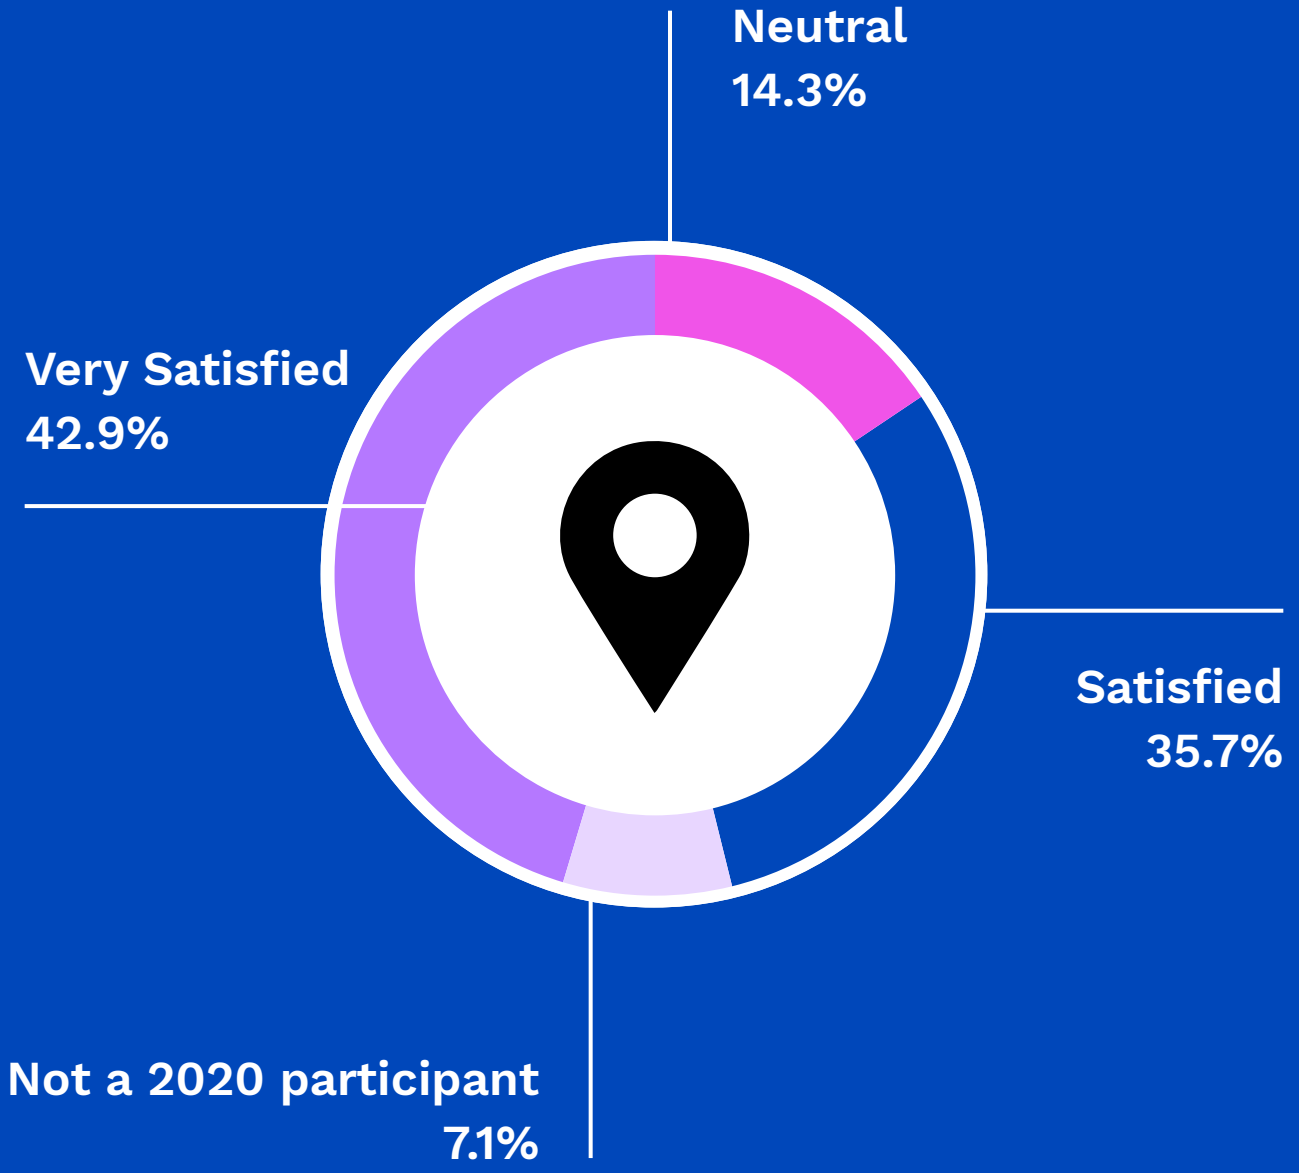 Neutral
14.3%
Very Satisfied
42.9%
Satisfied
35.7%
Not a 2020 participant
7.1%